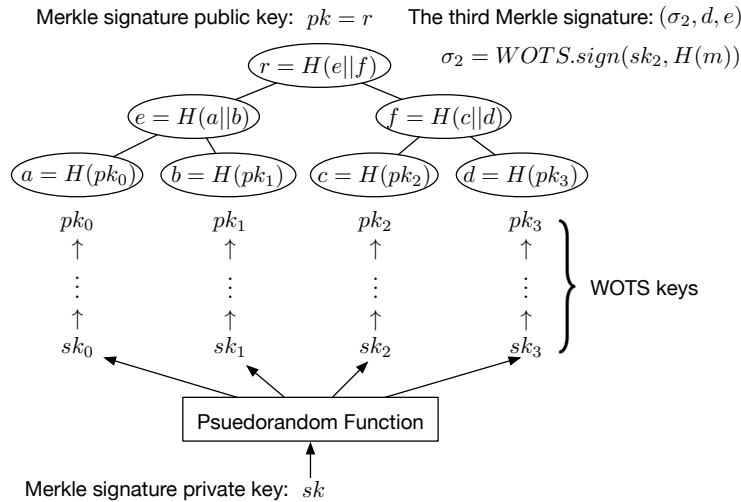 Merkle signature public key: pk = r
The third Merkle signature: (σ₂, d, e)
σ₂ = WOTS.sign(sk₂, H(m))
r = H(e||f)
e = H(a||b)
f = H(c||d)
a = H(pk₀)
b = H(pk₁)
c = H(pk₂)
d = H(pk₃)
pk₀ pk₁ pk₂ pk₃
↑ ↑ ↑ ↑
⋮ ⋮ ⋮ ⋮
WOTS keys
↑ ↑ ↑ ↑
sk₀ sk₁ sk₂ sk₃
Psuedorandom Function
Merkle signature private key: sk